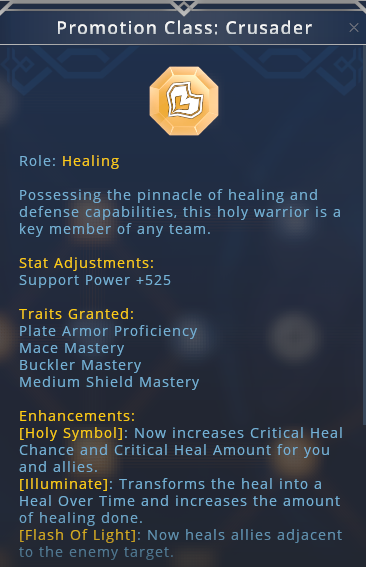 Promotion Class: Crusader
Role: Healing
Possessing the pinnacle of healing and
defense capabilities, this holy warrior is a
key member of any team.
Stat Adjustments:
Support Power +525
Traits Granted:
Plate Armor Proficiency
Mace Mastery
Buckler Mastery
Medium Shield Mastery
Enhancements:
[Holy Symbol]: Now increases Critical Heal
Chance and Critical Heal Amount for you
and allies.
[Illuminate]: Transforms the heal into a
Heal Over Time and increases the amount
of healing done.
[Flash Of Light]: Now heals allies adjacent
to the enemy target.